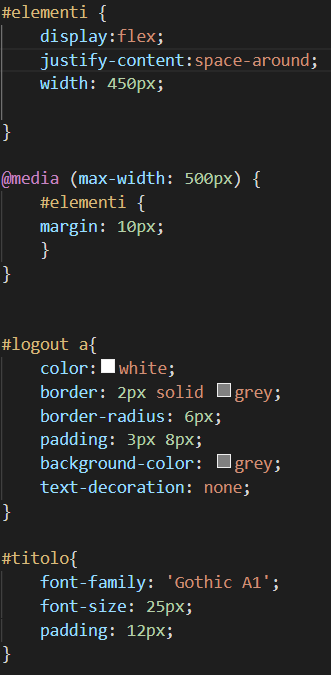 #elementi {
display:flex;
justify-content:space-around;
width: 450px;
}
@media (max-width: 500px) {
#elementi {
margin: 10px;
}
}
#logout a{
color:white;
border: 2px solid grey;
border-radius: 6px;
padding: 3px 8px;
background-color: grey;
text-decoration: none;
}
#titolo{
font-family: 'Gothic A1';
font-size: 25px;
padding: 12px;
}